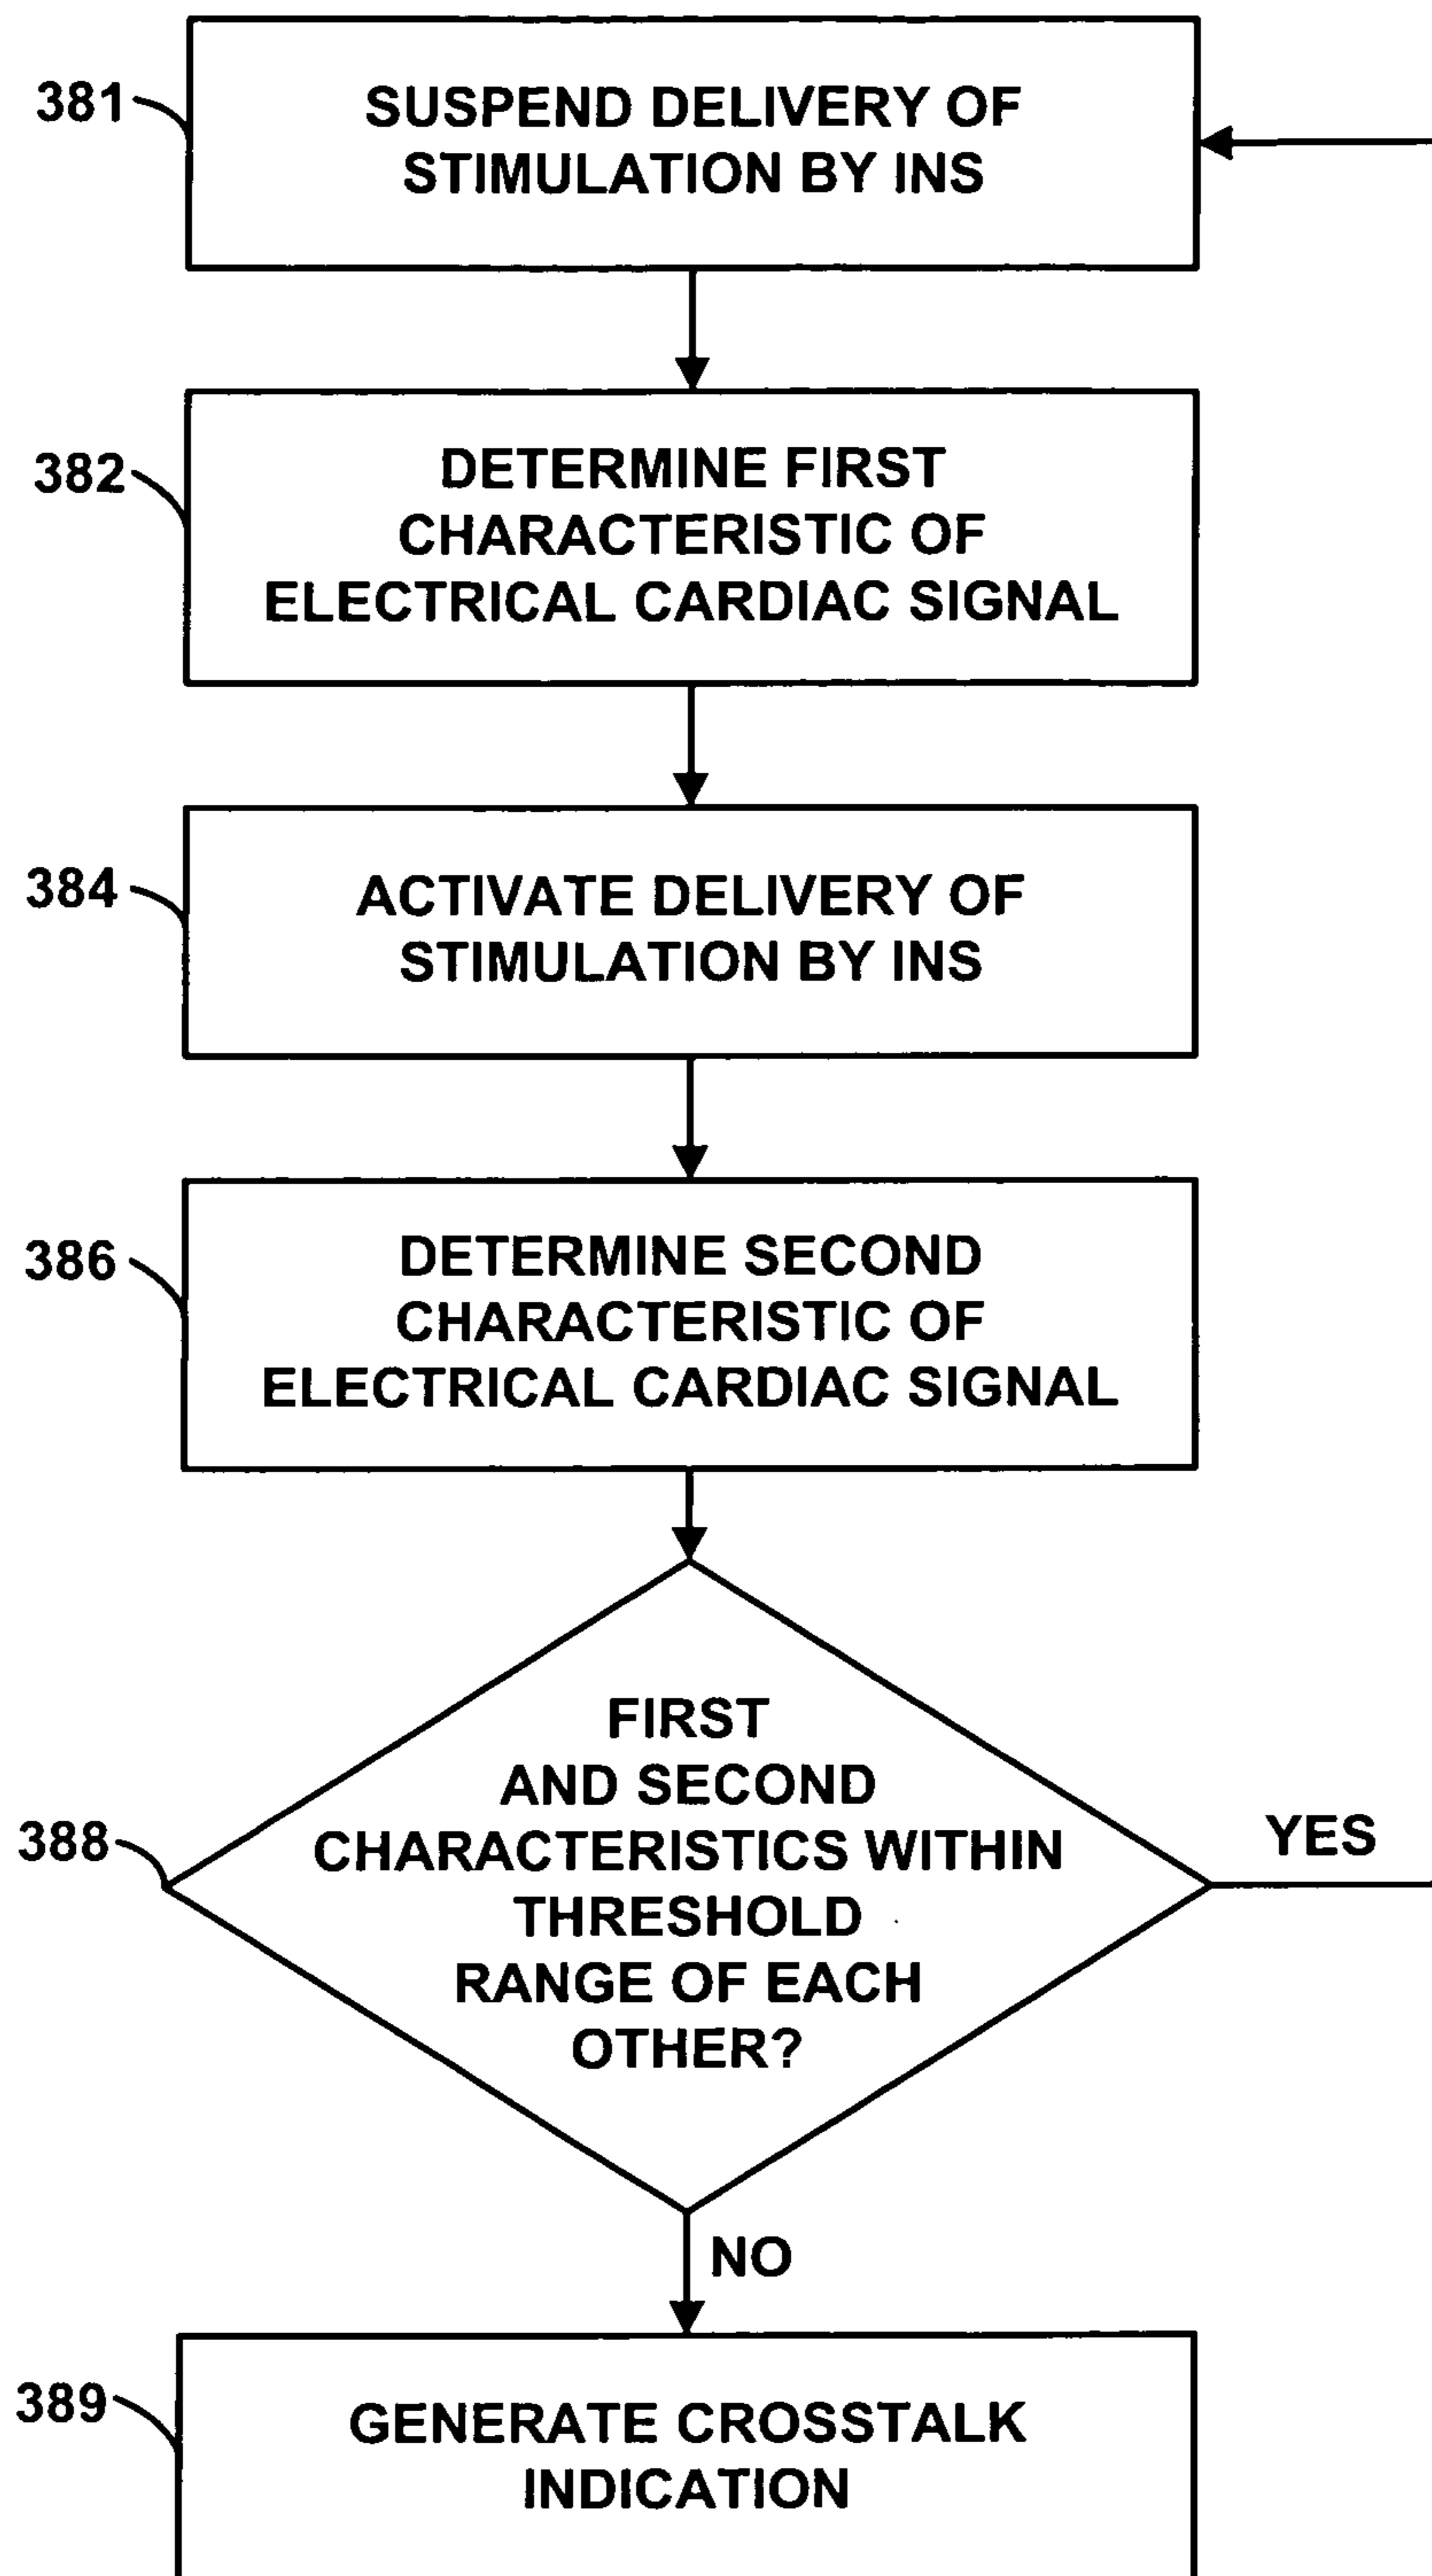 381
SUSPEND DELIVERY OF
STIMULATION BY INS
382
DETERMINE FIRST
CHARACTERISTIC OF
ELECTRICAL CARDIAC SIGNAL
384
ACTIVATE DELIVERY OF
STIMULATION BY INS
386
DETERMINE SECOND
CHARACTERISTIC OF
ELECTRICAL CARDIAC SIGNAL
388
FIRST
AND SECOND
CHARACTERISTICS WITHIN
THRESHOLD
RANGE OF EACH
OTHER?
YES
NO
389
GENERATE CROSSTALK
INDICATION